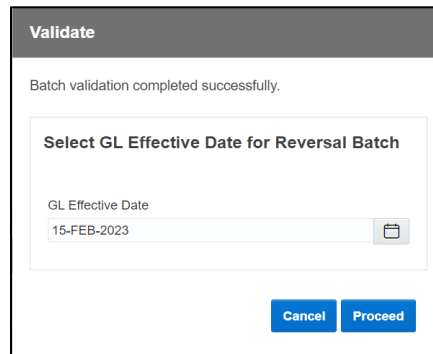 Validate
Batch validation completed successfully.
Select GL Effective Date for Reversal Batch
GL Effective Date
15-FEB-2023
Cancel Proceed